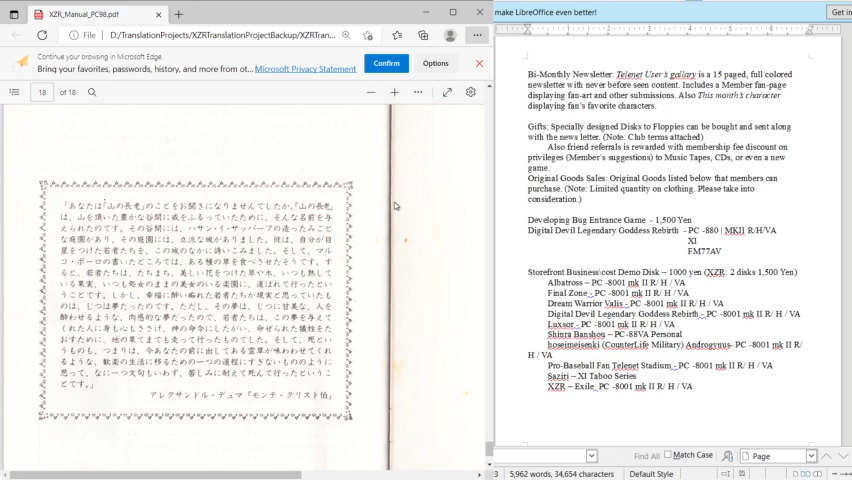 XZR_Manual_PC98.pdf
File
D:/TranslationProjects/XZRTranslationProjectBackup/XZRTran...
Continue your browsing in Microsoft Edge.
Bring your favorites, passwords, history, and more from ot...
Microsoft Privacy Statement
Confirm
Options
18
of 18
「あなたは「山の長老」のことをお聞きになりませんでしたか。『山の長老』
は、山を頂いた豊かな谷間に威をふるっていたために、そんな名前を与
えられたのです。その谷間には、ハサン・イ・サッバーフの造ったみごと
な庭園があり、その庭園には、立派な城がありました。彼は、自分が目
星をつけた若者たちを、この城のなかに誘いこみました。そして、マル
コ・ポーロの書いたところでは、ある種の草を食べさせたそうです。す
ると、若者たちは、たちまち、美しい花をつけた草や木、いつも熟して
いる果実、いつも処女のままの美しい女のいる楽園に、運ばれて行ったとい
うことです。しかし、幸福に酔い痴れた若者たちが現実と思っていたも
のは、じつは夢だったのです。ただし、その夢は、じつに甘美な、人を
酔わせるような、肉感的な夢だったので、若者たちは、この夢を与えて
くれた人に身も心もささげ、神の命令にしたがい、命ぜられた犠牲をた
おすために、地の果てまでも走って行ったものでした。そして、死とい
うものも、つまりは、今あなたの前に出してある霊草が味わわせてくれ
るような、歓楽の生活に移るための一つの道程にすぎないもののように
思って、なに一つ文句もいわず、苦しみに耐えて死んで行ったというこ
とです。」
アレクサンドル・デュマ「モンテ・クリスト伯」
make LibreOffice even better!
Get in
1
2
3
4
5
6
7
Bi-Monthly Newsletter: Telenet User's gallary is a 15 paged, full colored
newsletter with never before seen content. Includes a Member fan-page
displaying fan-art and other submissions. Also This month's character
displaying fan's favorite characters.
Gifts: Specially designed Disks to Floppies can be bought and sent along
with the news letter. (Note: Club terms attached)
Also friend referrals is rewarded with membership fee discount on
privileges (Member's suggestions) to Music Tapes, CDs, or even a new
game.
Original Goods Sales: Original Goods listed below that members can
purchase. (Note: Limited quantity on clothing. Please take into
consideration.)
Developing Bug Entrance Game - 1,500 Yen
Digital Devil Legendary Goddess Rebirth - PC -880 | MKII R/H/VA
XI
FM77AV
Storefront Business\cost Demo Disk – 1000 yen (XZR: 2 disks 1,500 Yen)
Albatross – PC -8001 mk II R/ H / VA
Final Zone - PC -8001 mk II R/ H / VA
Dream Warrior Valis - PC -8001 mk II R/ H / VA
Digital Devil Legendary Goddess Rebirth - PC -8001 mk II R/ H / VA
Luxsor – PC -8001 mk II R/ H / VA
Shinra Banshou – PC-88VA Personal
hoseimeisenki (CounterLife Military) Androgynus- PC -8001 mk II R/
H / VA
Pro-Baseball Fan Telenet Stadium - PC -8001 mk II R/ H / VA
Saziri – XI Taboo Series
XZR – Exile PC -8001 mk II R/ H / VA
Find All
Match Case
Page
3
5,962 words, 34,654 characters
Default Style